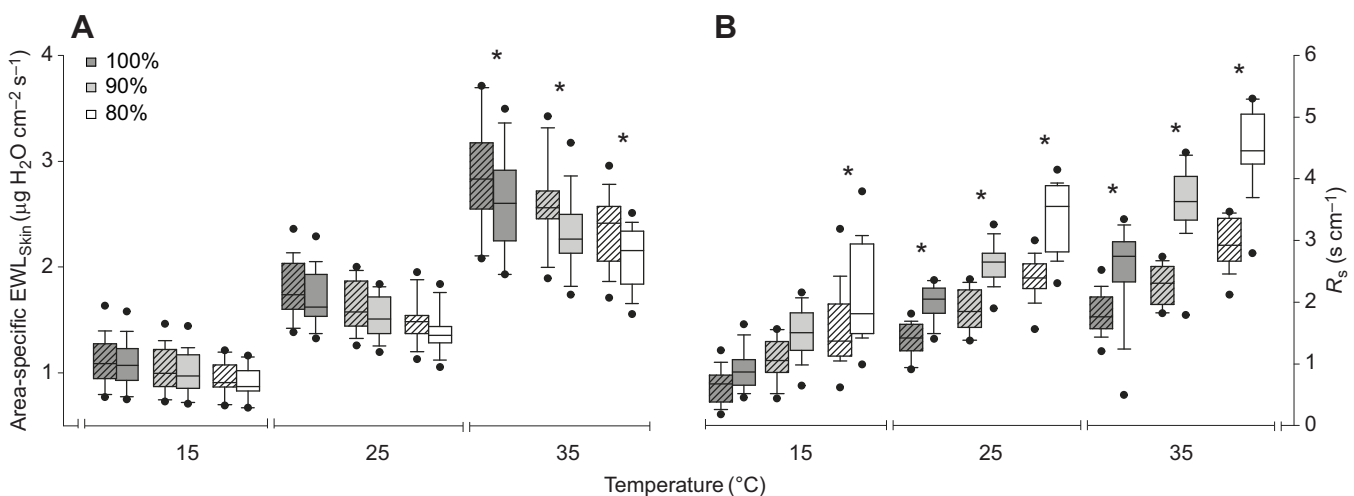 A
B
Area-specific EWLSkin (μg H2O cm–2 s–1)
4
3
2
1
100%
90%
80%
* * *
15 25 35
* * * * * * *
6
5
4
3
2
1
0
Rs (s cm–1)
15 25 35
Temperature (°C)